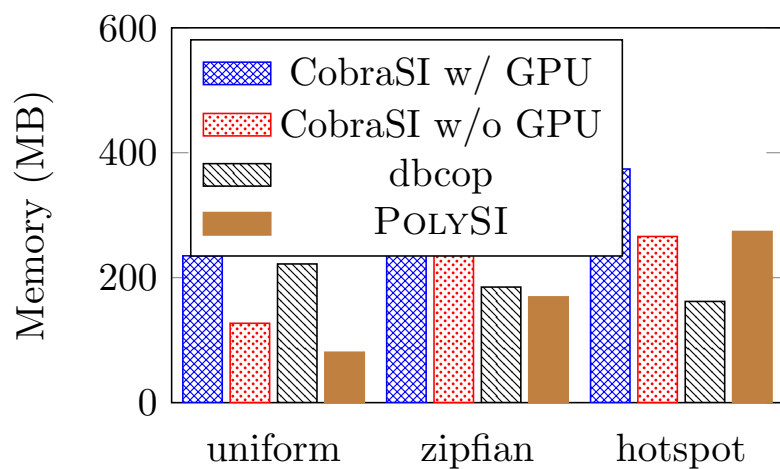 600
400
200
0
Memory (MB)
CobraSI w/ GPU
CobraSI w/o GPU
dbcop
POLYSI
uniform zipfian hotspot